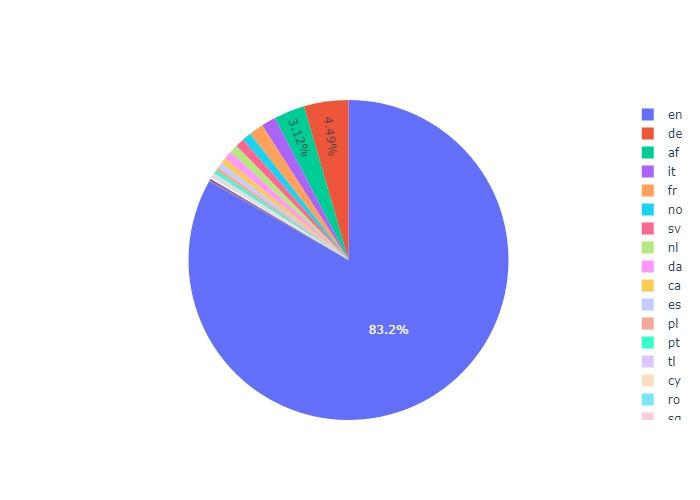 3.12%
4.49%
83.2%
en
de
af
it
fr
no
sv
nl
da
ca
es
pl
pt
tl
cy
ro